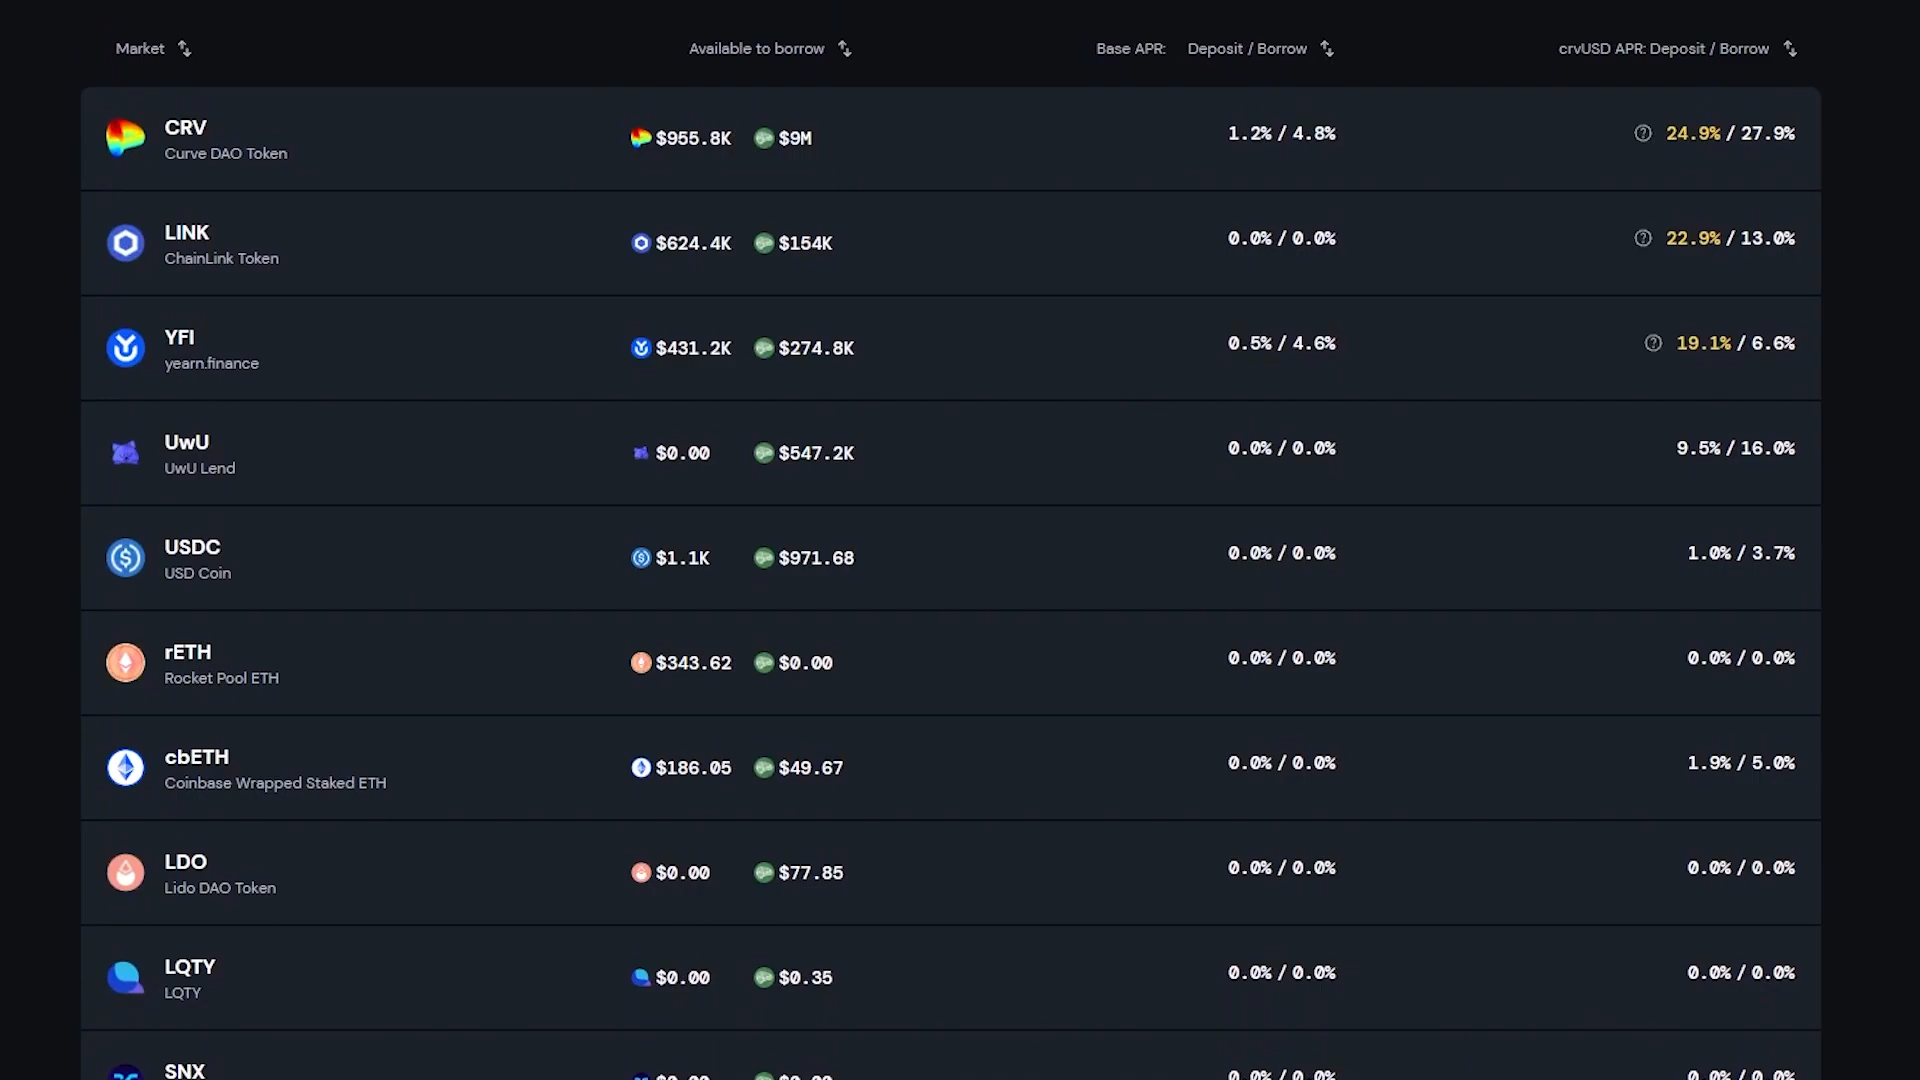 Market Available to borrow Base APR: Deposit / Borrow crvUSD APR: Deposit / Borrow
CRV
Curve DAO Token
$955.8K $9M 1.2% / 4.8% 24.9% / 27.9%
LINK
ChainLink Token
$624.4K $154K 0.0% / 0.0% 22.9% / 13.0%
YFI
yearn.finance
$431.2K $274.8K 0.5% / 4.6% 19.1% / 6.6%
UwU
UwU Lend
$0.00 $547.2K 0.0% / 0.0% 9.5% / 16.0%
USDC
USD Coin
$1.1K $971.68 0.0% / 0.0% 1.0% / 3.7%
rETH
Rocket Pool ETH
$343.62 $0.00 0.0% / 0.0% 0.0% / 0.0%
cbETH
Coinbase Wrapped Staked ETH
$186.05 $49.67 0.0% / 0.0% 1.9% / 5.0%
LDO
Lido DAO Token
$0.00 $77.85 0.0% / 0.0% 0.0% / 0.0%
LQTY
LQTY
$0.00 $0.35 0.0% / 0.0% 0.0% / 0.0%
SNX